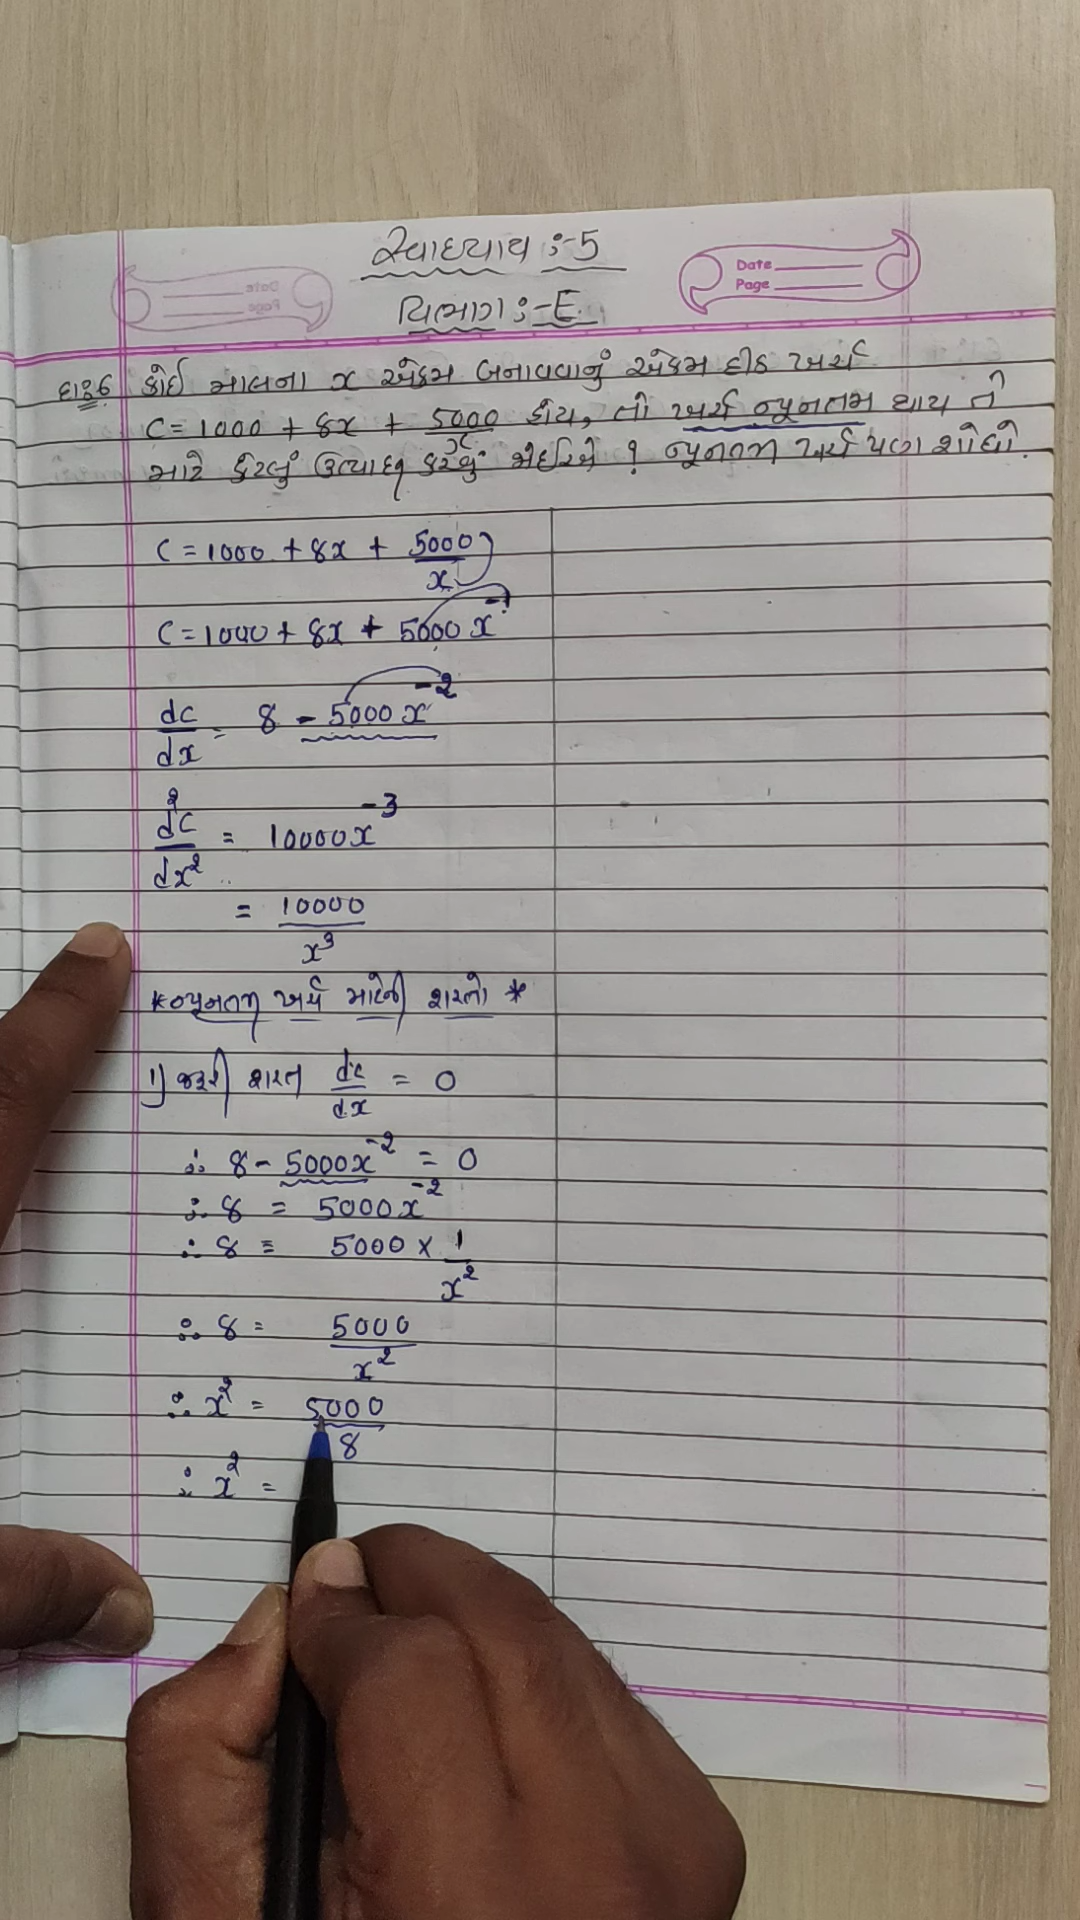 સ્વાધ્યાય :-5
વિભાગ :-E
Date
Page
દા.6 કોઈ માલના x એકમ બનાવવાનું એકમ દીઠ ખર્ચ
C=1000 + 8x + 5000/x હોય, તો ખર્ચ ન્યૂનતમ થાય તે
માટે કેટલું ઉત્પાદન કરવું જોઈએ ? ન્યૂનતમ ખર્ચ પણ શોધો.
C = 1000 + 8x + 5000/x
C = 1000 + 8x + 5000x⁻¹
dc/dx = 8 - 5000x⁻²
d²c/dx² = 10000x⁻³
= 10000/x³
*ન્યૂનતમ ખર્ચ માટેની શરતો *
1) જરૂરી શરત dc/dx = 0
∴ 8 - 5000x⁻² = 0
∴ 8 = 5000x⁻²
∴ 8 = 5000 × 1/x²
∴ 8 = 5000/x²
∴ x² = 5000/8
∴ x² =